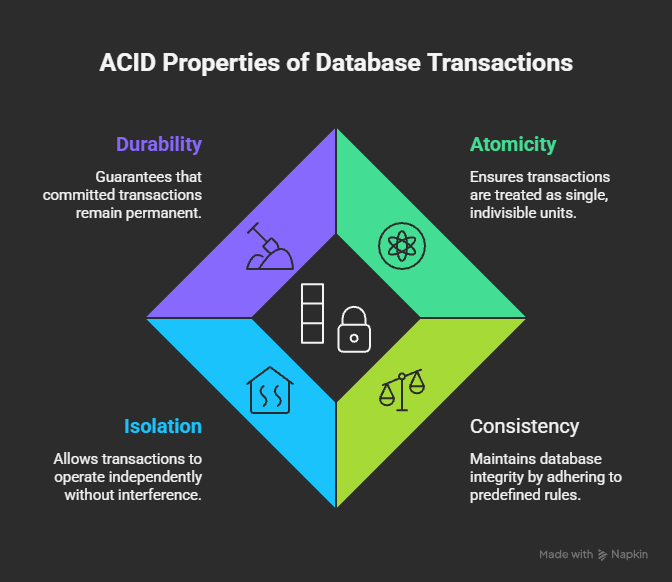 ACID Properties of Database Transactions
Durability
Guarantees that
committed transactions
remain permanent.
Atomicity
Ensures transactions
are treated as single,
indivisible units.
Isolation
Allows transactions to
operate independently
without interference.
Consistency
Maintains database
integrity by adhering to
predefined rules.
Made with Napkin